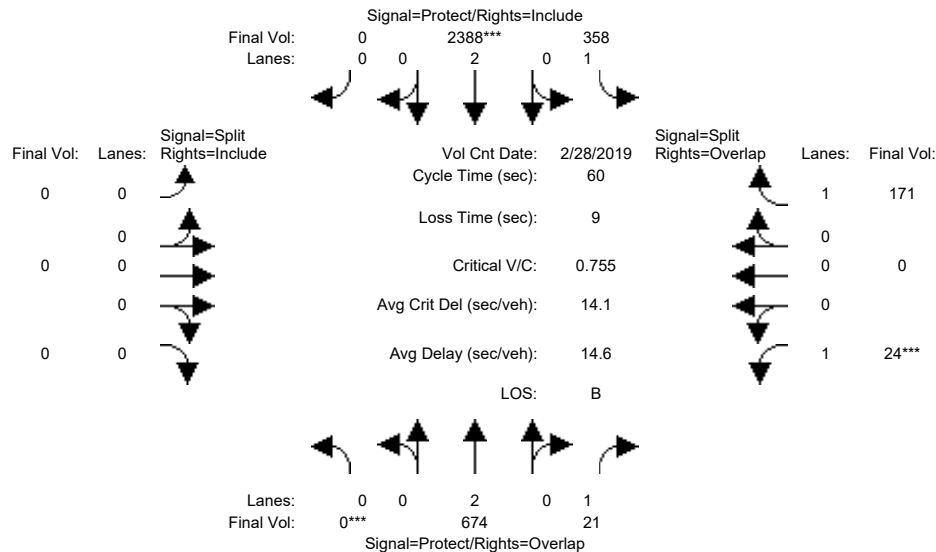 Signal=Protect/Rights=Include
Final Vol: 0 2388*** 358
Lanes: 0 0 2 0 1
Signal=Split
Final Vol: Lanes: Rights=Include
Vol Cnt Date: 2/28/2019
Signal=Split
Rights=Overlap Lanes: Final Vol:
Cycle Time (sec): 60
0 0
1 171
Loss Time (sec): 9
0
0
0 0
Critical V/C: 0.755
0 0
0
Avg Crit Del (sec/veh): 14.1
0
0 0
Avg Delay (sec/veh): 14.6
1 24***
LOS: B
Lanes: 0 0 2 0 1
Final Vol: 0*** 674 21
Signal=Protect/Rights=Overlap